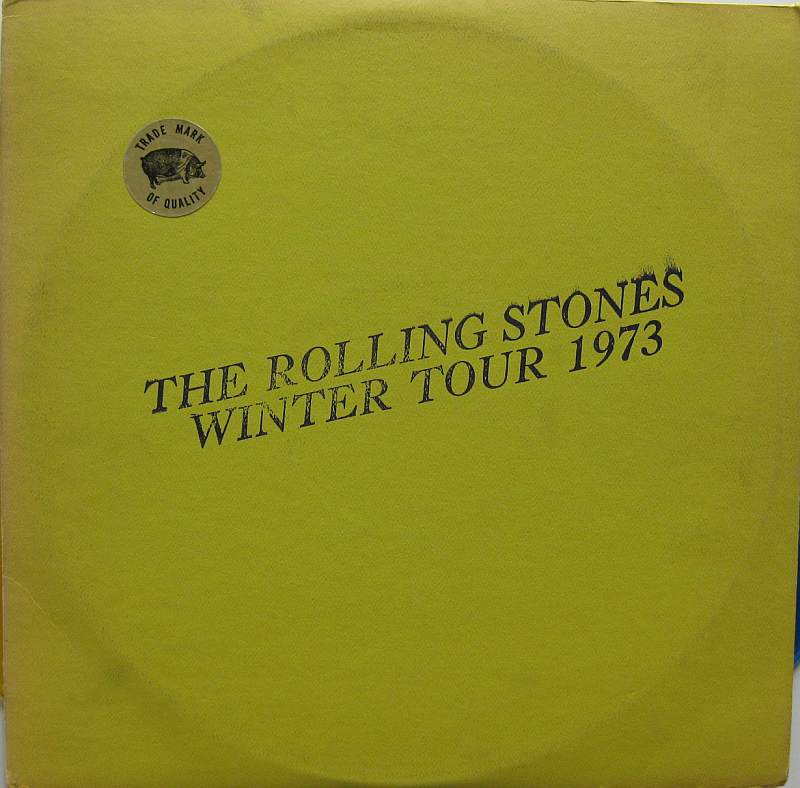 TRADE MARK
OF QUALITY
THE ROLLING STONES
WINTER TOUR 1973